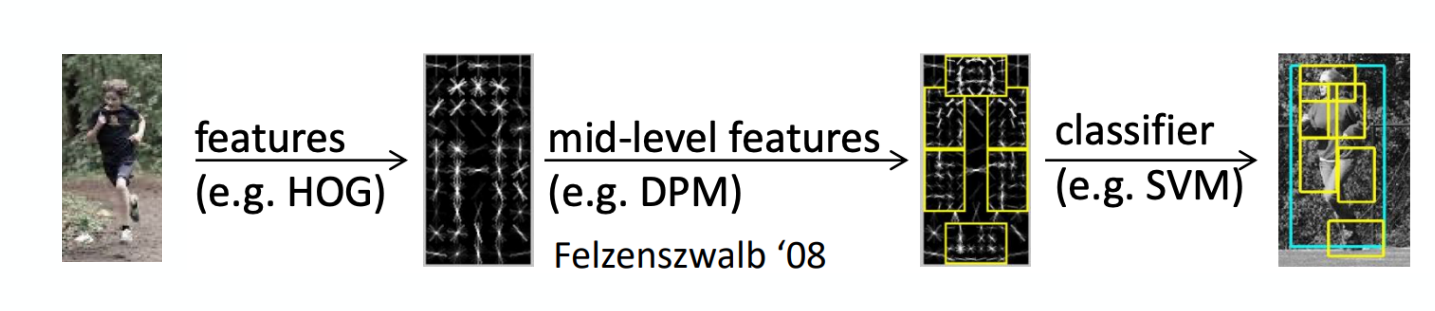 features
(e.g. HOG)
mid-level features
(e.g. DPM)
Felzenszwalb ‘08
classifier
(e.g. SVM)